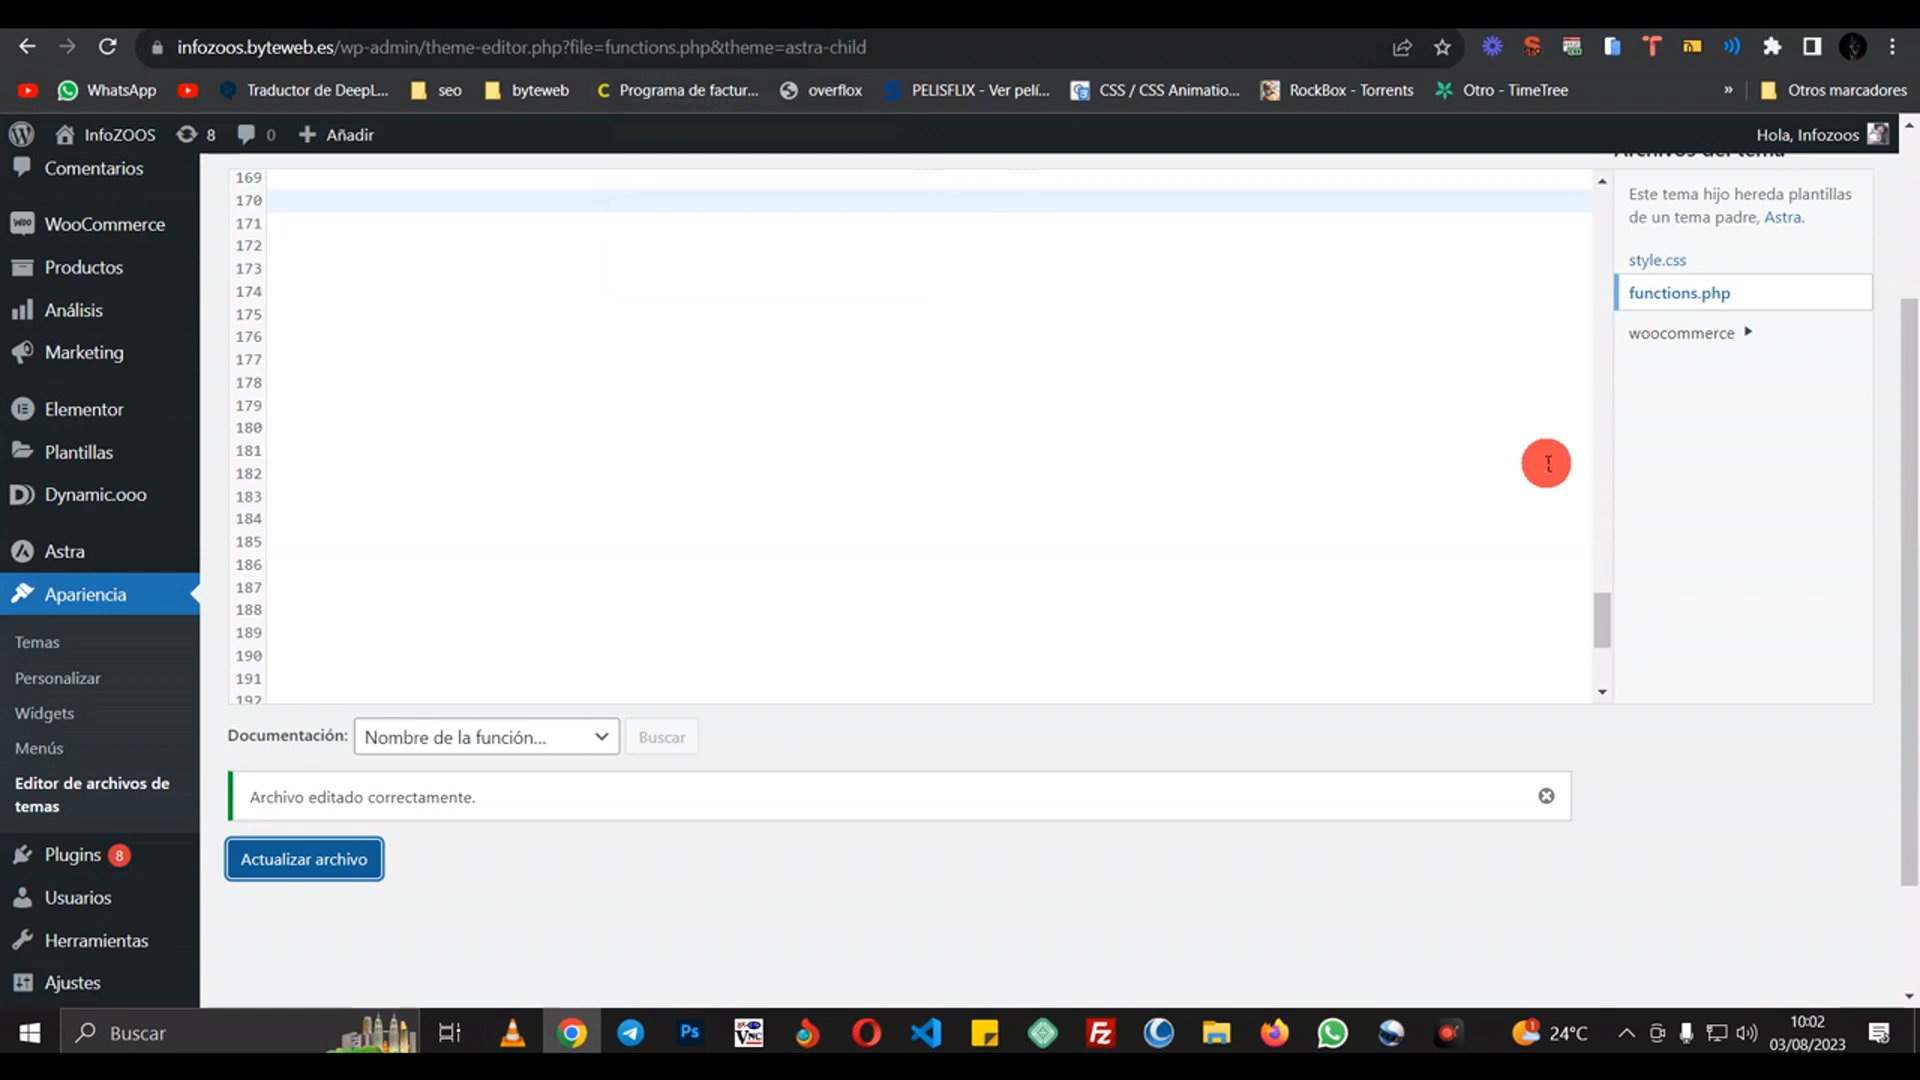 infozoos.byteweb.es/wp-admin/theme-editor.php?file=functions.php&theme=astra-child
WhatsApp
Traductor de DeepL...
seo
byteweb
Programa de factur...
overflox
PELISFLIX - Ver pelí...
CSS / CSS Animatio...
RockBox - Torrents
Otro - TimeTree
»
Otros marcadores
InfoZOOS
8
0
Añadir
Hola, Infozoos
Comentarios
WooCommerce
Productos
Análisis
Marketing
Elementor
Plantillas
Dynamic.ooo
Astra
Apariencia
Temas
Personalizar
Widgets
Menús
Editor de archivos de
temas
Plugins 8
Usuarios
Herramientas
Ajustes
169
170
171
172
173
174
175
176
177
178
179
180
181
182
183
184
185
186
187
188
189
190
191
192
Archivos del tema
Este tema hijo hereda plantillas
de un tema padre, Astra.
style.css
functions.php
woocommerce
Documentación:
Nombre de la función...
Buscar
Archivo editado correctamente.
Actualizar archivo
Buscar
24°C
10:02
03/08/2023